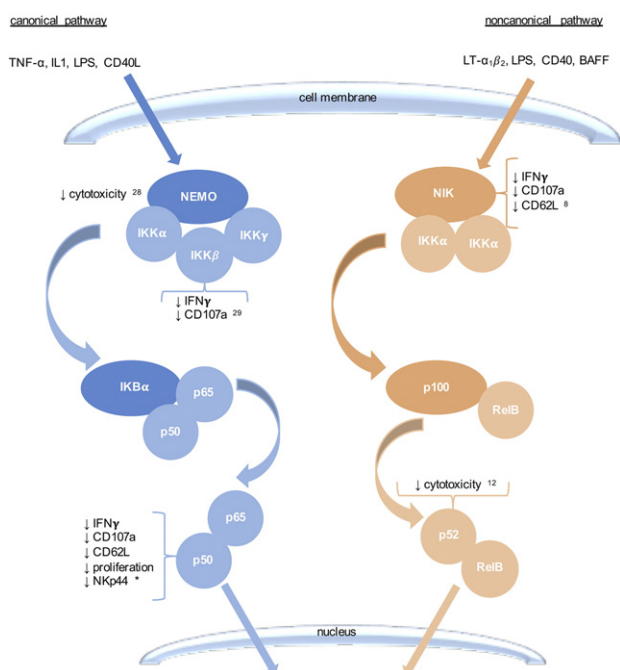 canonical pathway
noncanonical pathway
TNF-α, IL1, LPS, CD40L
LT-α₁β₂, LPS, CD40, BAFF
cell membrane
↓ cytotoxicity ²⁸
NEMO
IKKα
IKKβ
IKKγ
↓ IFNγ
↓ CD107a ²⁹
NIK
IKKα
IKKα
↓ IFNγ
↓ CD107a
↓ CD62L ⁸
IKBα
p65
p50
p100
RelB
p65
p50
↓ IFNγ
↓ CD107a
↓ CD62L
↓ proliferation
↓ NKp44 *
↓ cytotoxicity ¹²
p52
RelB
nucleus